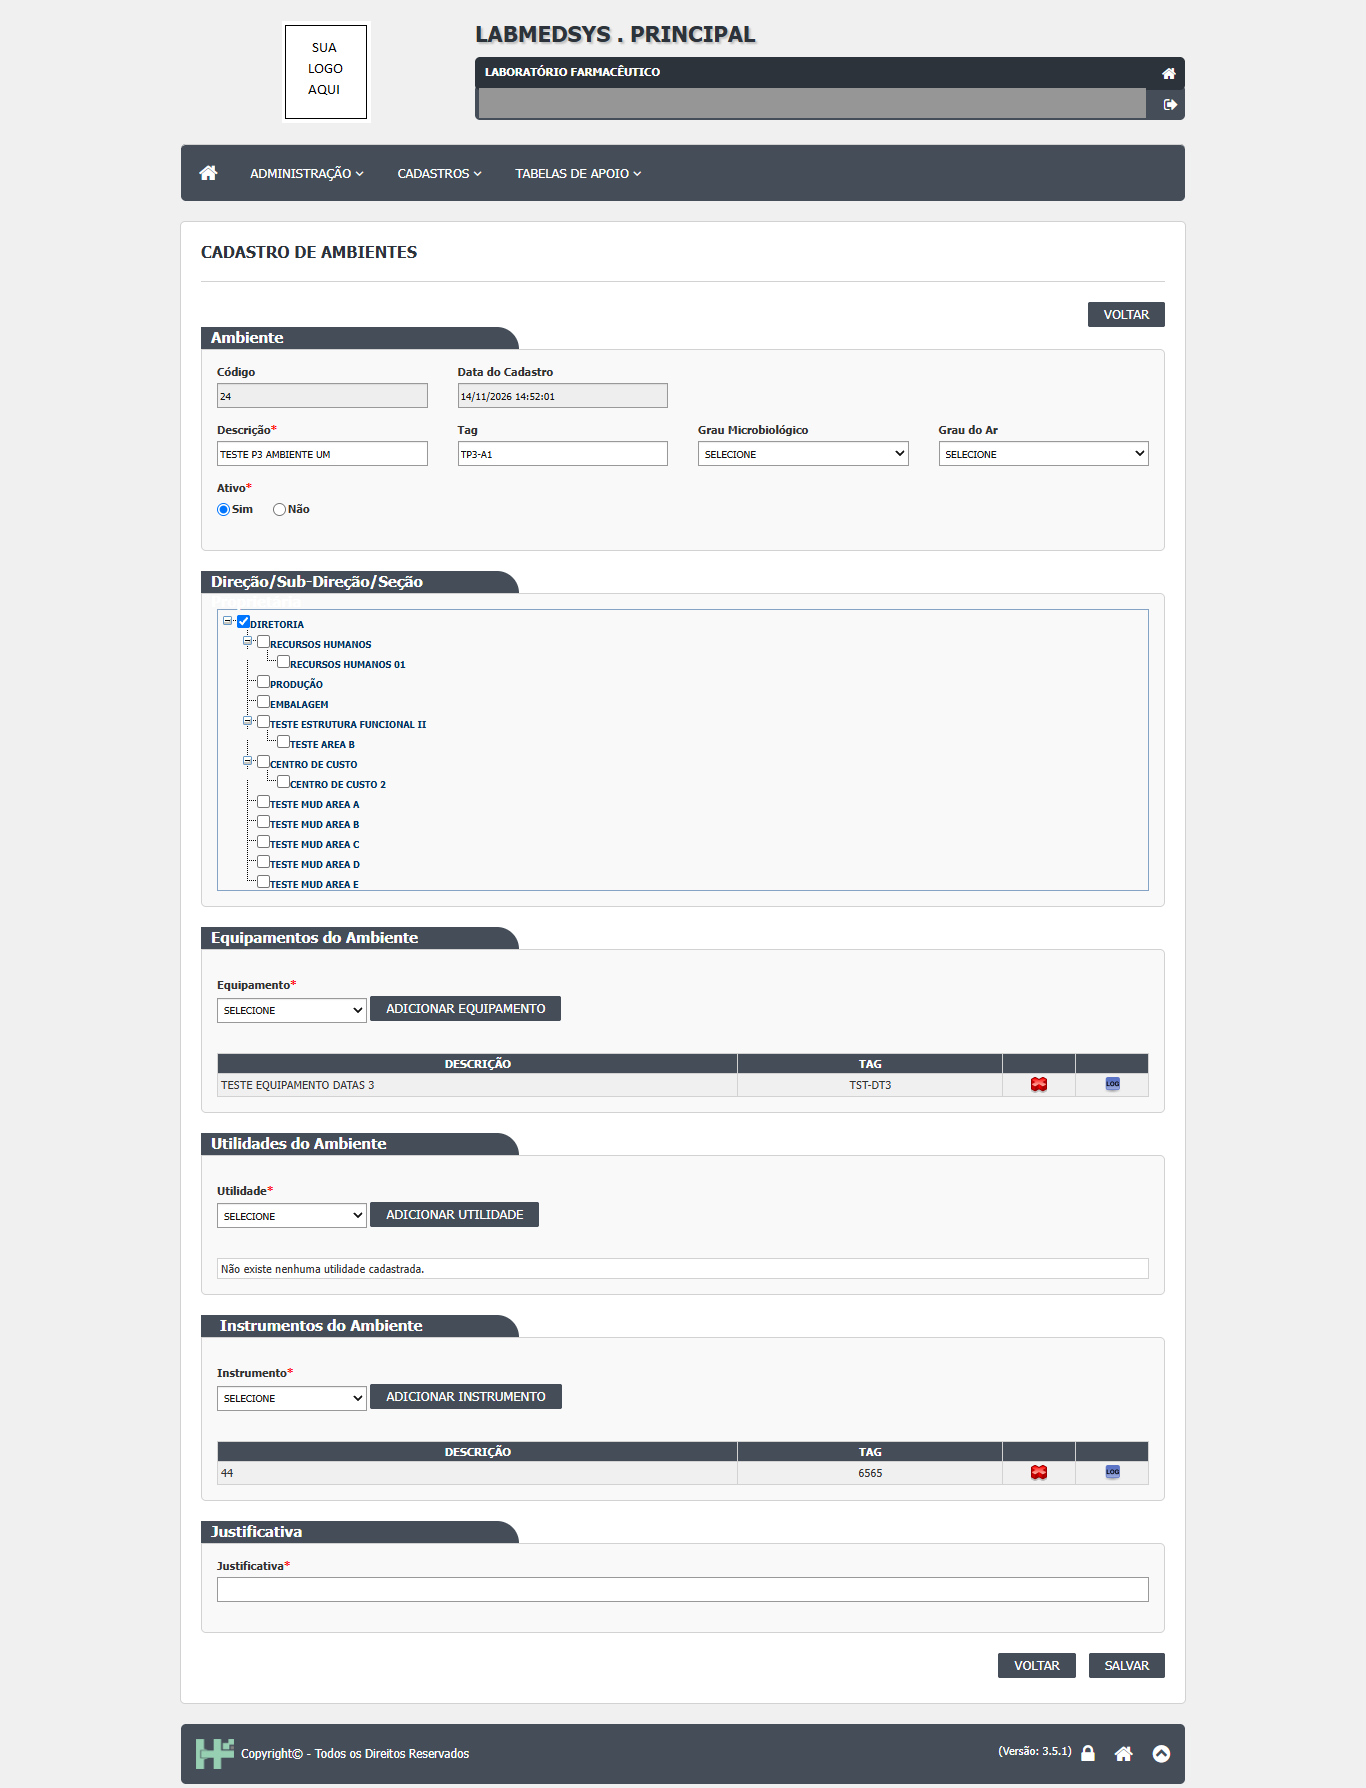 SUA
LOGO
AQUI
LABMEDSYS . PRINCIPAL
LABORATÓRIO FARMACÊUTICO
ADMINISTRAÇÃO CADASTROS TABELAS DE APOIO
CADASTRO DE AMBIENTES
VOLTAR
Ambiente
Código Data do Cadastro
24 14/11/2026 14:52:01
Descrição* Tag Grau Microbiológico Grau do Ar
TESTE P3 AMBIENTE UM TP3-A1 SELECIONE SELECIONE
Ativo*
Sim Não
Direção/Sub-Direção/Seção
DIRETORIA
RECURSOS HUMANOS
RECURSOS HUMANOS 01
PRODUÇÃO
EMBALAGEM
TESTE ESTRUTURA FUNCIONAL II
TESTE AREA B
CENTRO DE CUSTO
CENTRO DE CUSTO 2
TESTE MUD AREA A
TESTE MUD AREA B
TESTE MUD AREA C
TESTE MUD AREA D
TESTE MUD AREA E
Equipamentos do Ambiente
Equipamento*
SELECIONE ADICIONAR EQUIPAMENTO
DESCRIÇÃO TAG
TESTE EQUIPAMENTO DATAS 3 TST-DT3 LOG
Utilidades do Ambiente
Utilidade*
SELECIONE ADICIONAR UTILIDADE
Não existe nenhuma utilidade cadastrada.
Instrumentos do Ambiente
Instrumento*
SELECIONE ADICIONAR INSTRUMENTO
DESCRIÇÃO TAG
44 6565 LOG
Justificativa
Justificativa*
VOLTAR SALVAR
Copyright© - Todos os Direitos Reservados (Versão: 3.5.1)